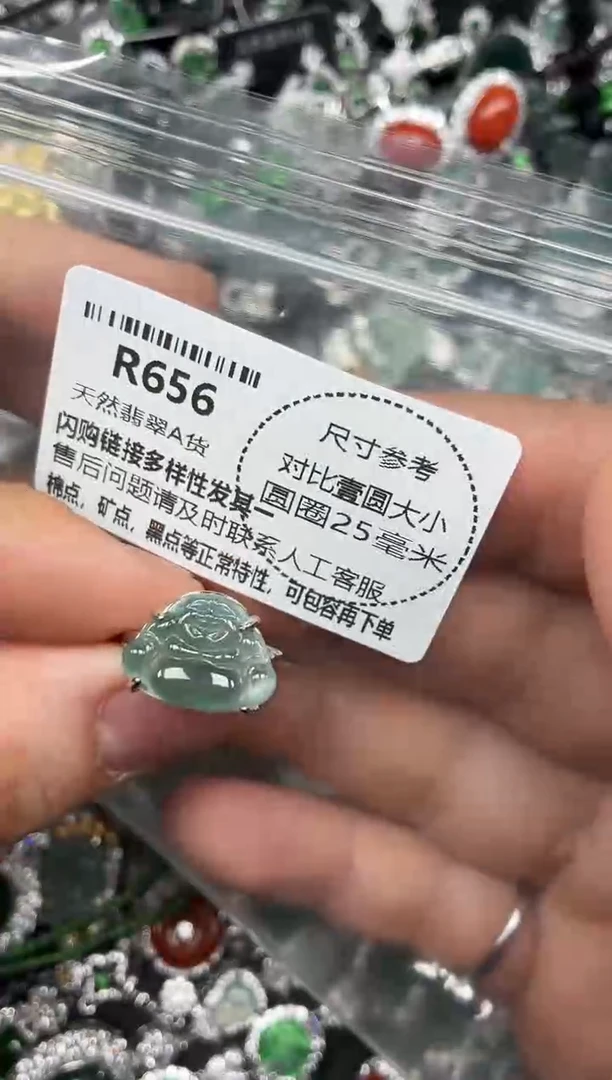 R656
天然翡翠A货
闪购链接多样性发其一
售后问题请及时联系人工客服
棉点，矿点，黑点等正常特性，可包容再下单
尺寸参考
对比壹圆大小
圆圈25毫米